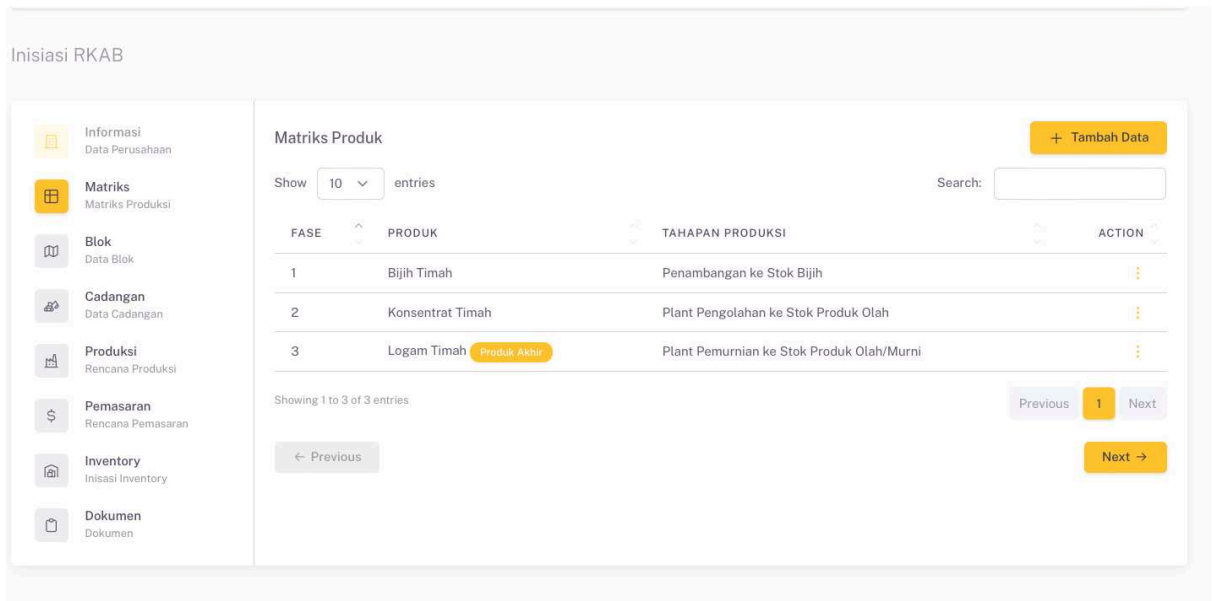 Inisiasi RKAB
Informasi
Data Perusahaan
Matriks
Matriks Produksi
Blok
Data Blok
Cadangan
Data Cadangan
Produksi
Rencana Produksi
Pemasaran
Rencana Pemasaran
Inventory
Inisasi Inventory
Dokumen
Dokumen
Matriks Produk
+ Tambah Data
Show 10 entries Search:
FASE PRODUK TAHAPAN PRODUKSI ACTION
1 Bijih Timah Penambangan ke Stok Bijih
2 Konsentrat Timah Plant Pengolahan ke Stok Produk Olah
3 Logam Timah Produk Akhir Plant Pemurnian ke Stok Produk Olah/Murni
Showing 1 to 3 of 3 entries Previous 1 Next
← Previous Next →